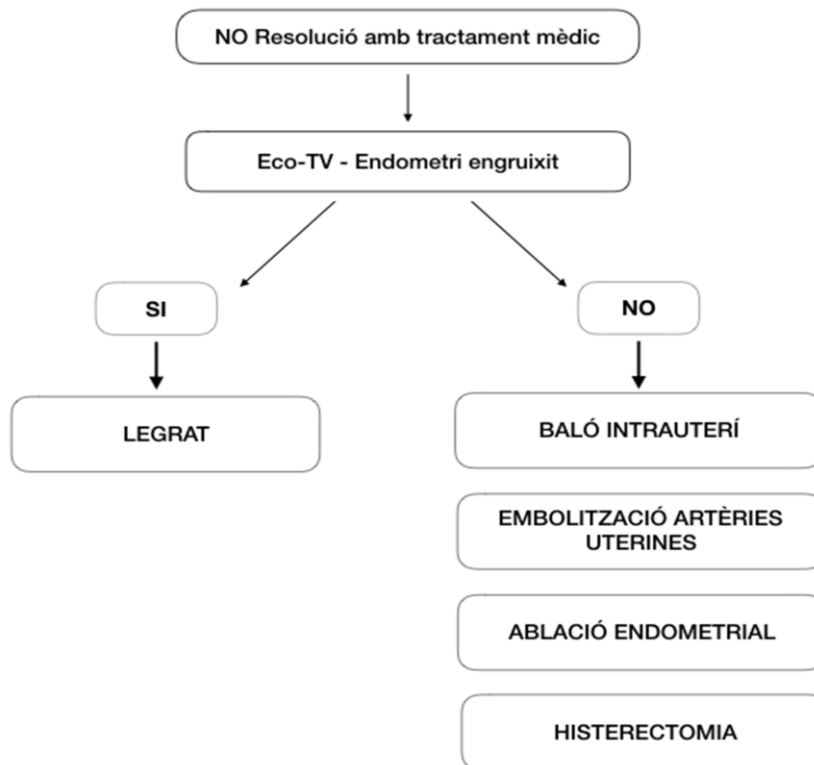 NO Resolució amb tractament mèdic
Eco-TV - Endometri engruixit
SI
NO
LEGRAT
BALÓ INTRAUTERÍ
EMBOLITZACIÓ ARTÈRIES
UTERINES
ABLACIÓ ENDOMETRIAL
HISTERECTOMIA